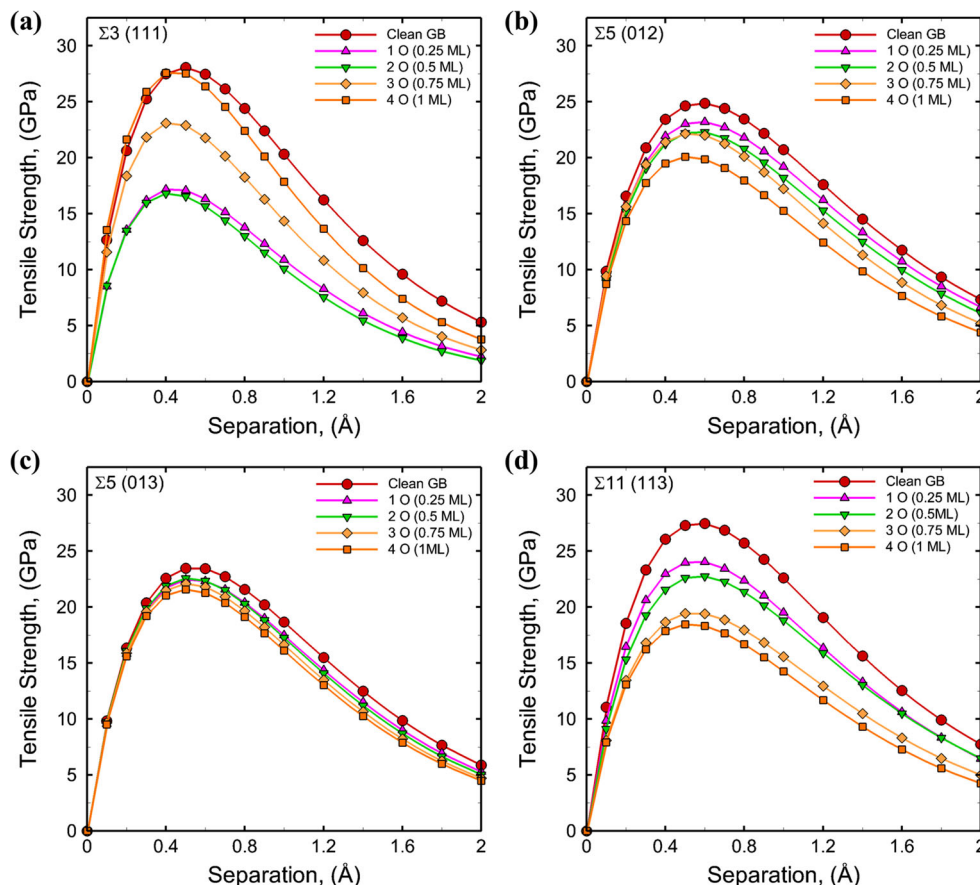 (a)
Σ3 (111)
Clean GB
1 O (0.25 ML)
2 O (0.5 ML)
3 O (0.75 ML)
4 O (1 ML)
Tensile Strength, (GPa)
30
25
20
15
10
5
0
0 0.4 0.8 1.2 1.6 2
Separation, (Å)
(b)
Σ5 (012)
Clean GB
1 O (0.25 ML)
2 O (0.5 ML)
3 O (0.75 ML)
4 O (1 ML)
Tensile Strength, (GPa)
30
25
20
15
10
5
0
0 0.4 0.8 1.2 1.6 2
Separation, (Å)
(c)
Σ5 (013)
Clean GB
1 O (0.25 ML)
2 O (0.5 ML)
3 O (0.75 ML)
4 O (1ML)
Tensile Strength, (GPa)
30
25
20
15
10
5
0
0 0.4 0.8 1.2 1.6 2
Separation, (Å)
(d)
Σ11 (113)
Clean GB
1 O (0.25 ML)
2 O (0.5ML)
3 O (0.75 ML)
4 O (1 ML)
Tensile Strength, (GPa)
30
25
20
15
10
5
0
0 0.4 0.8 1.2 1.6 2
Separation, (Å)